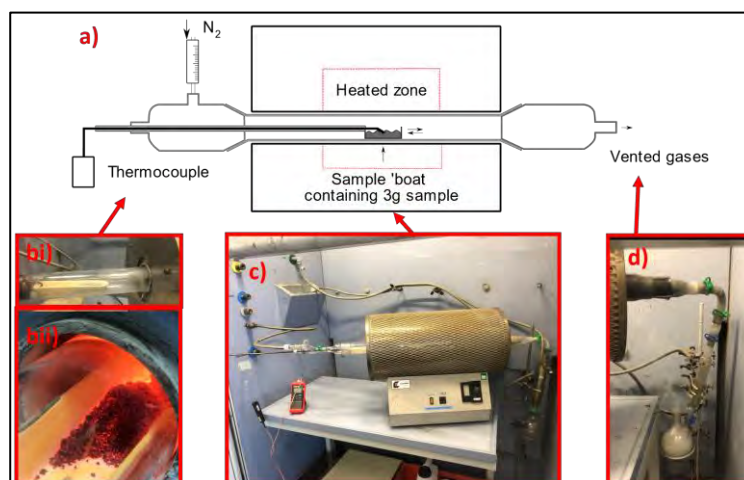 a)
N2
Heated zone
Thermocouple
Sample 'boat
containing 3g sample
Vented gases
bi)
bii)
c)
d)